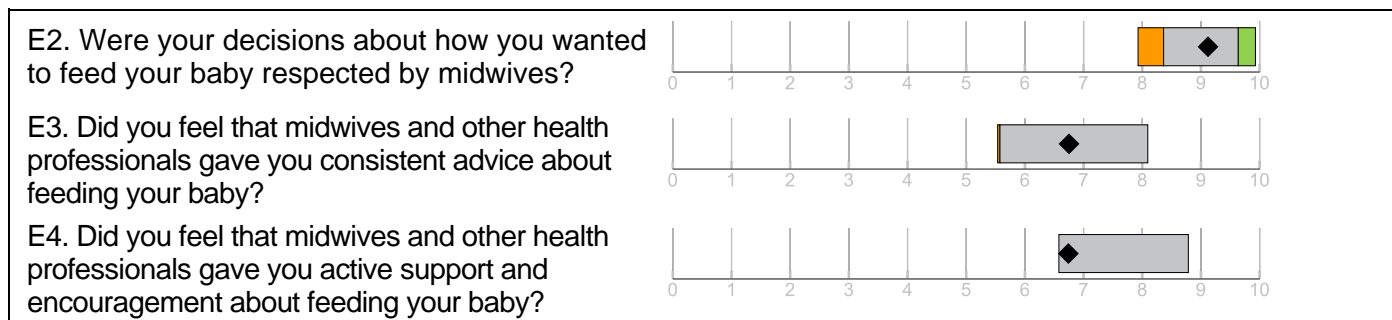 E2. Were your decisions about how you wanted
to feed your baby respected by midwives?
0 1 2 3 4 5 6 7 8 9 10
E3. Did you feel that midwives and other health
professionals gave you consistent advice about
feeding your baby?
0 1 2 3 4 5 6 7 8 9 10
E4. Did you feel that midwives and other health
professionals gave you active support and
encouragement about feeding your baby?
0 1 2 3 4 5 6 7 8 9 10